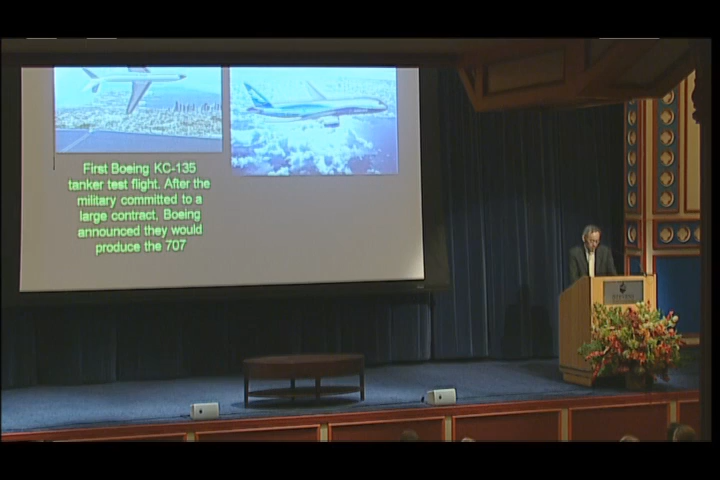 First Boeing KC-135
tanker test flight. After the
military committed to a
large contract, Boeing
announced they would
produce the 707